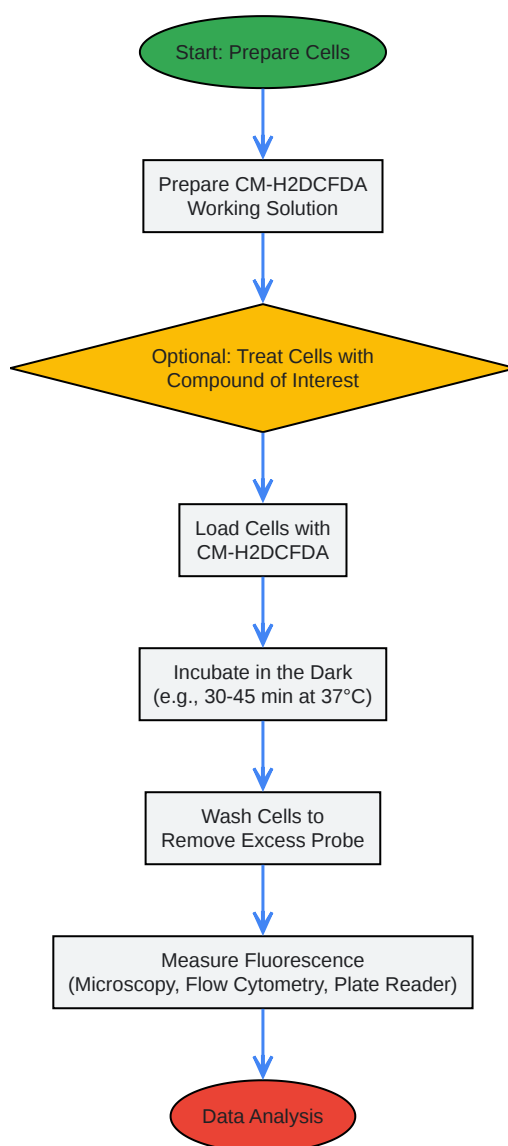 Start: Prepare Cells
Prepare CM-H2DCFDA
Working Solution
Optional: Treat Cells with
Compound of Interest
Load Cells with
CM-H2DCFDA
Incubate in the Dark
(e.g., 30-45 min at 37°C)
Wash Cells to
Remove Excess Probe
Measure Fluorescence
(Microscopy, Flow Cytometry, Plate Reader)
Data Analysis